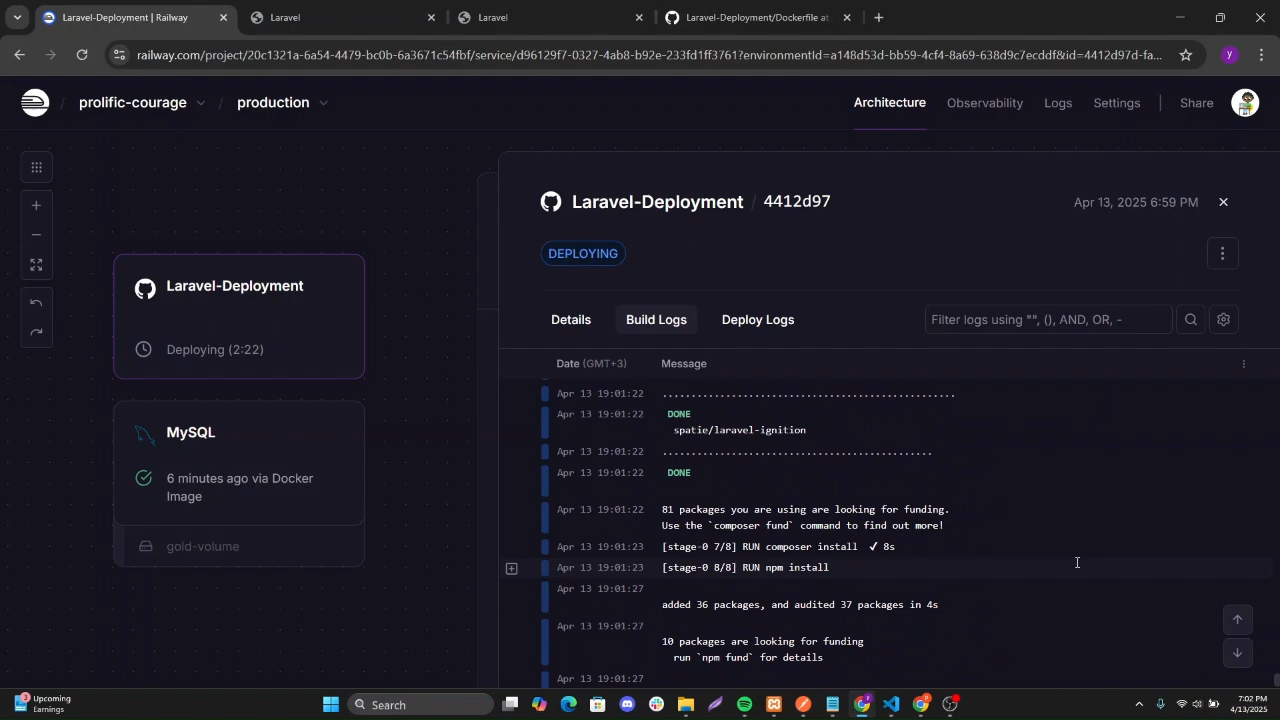 Laravel-Deployment | Railway
Laravel
Laravel
Laravel-Deployment/Dockerfile at
railway.com/project/20c1321a-6a54-4479-bc0b-6a3671c54fbf/service/d96129f7-0327-4ab8-b92e-233fd1ff3761?environmentId=a148d53d-bb59-4cf4-8a69-638d9c7ecddf&id=4412d97d-fa...
y
/ prolific-courage / production
Architecture
Observability
Logs
Settings
Share
Laravel-Deployment
Deploying (2:22)
MySQL
6 minutes ago via Docker
Image
gold-volume
Laravel-Deployment / 4412d97
Apr 13, 2025 6:59 PM
DEPLOYING
Details
Build Logs
Deploy Logs
Filter logs using "", (), AND, OR, -
Date (GMT+3) Message
Apr 13 19:01:22 ..................................................
Apr 13 19:01:22 DONE
spatie/laravel-ignition
Apr 13 19:01:22 ..............................................
Apr 13 19:01:22 DONE
Apr 13 19:01:22 81 packages you are using are looking for funding.
Use the `composer fund` command to find out more!
Apr 13 19:01:23 [stage-0 7/8] RUN composer install ✔ 8s
Apr 13 19:01:23 [stage-0 8/8] RUN npm install
Apr 13 19:01:27
added 36 packages, and audited 37 packages in 4s
Apr 13 19:01:27
10 packages are looking for funding
run `npm fund` for details
Apr 13 19:01:27
3
Upcoming
Earnings
Search
7:02 PM
4/13/2025